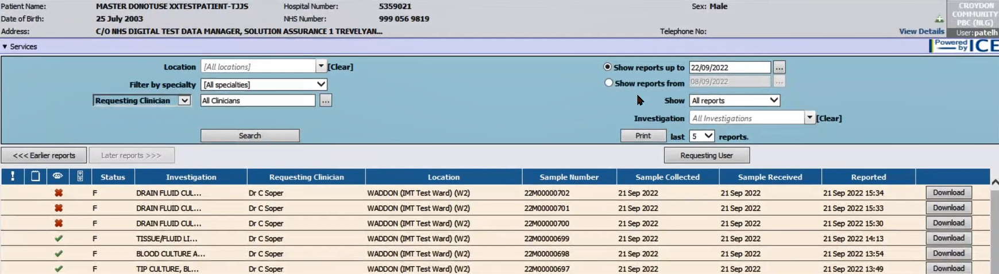 Patient Name: MASTER DONOTUSE XXTESTPATIENT-TJJS Hospital Number: 5359021 Sex: Male
Date of Birth: 25 July 2003 NHS Number: 999 056 9819
Address: C/O NHS DIGITAL TEST DATA MANAGER, SOLUTION ASSURANCE 1 TREVELYAN... Telephone No: View Details
CROYDON
COMMUNITY
PBC (NLG)
User:patelh
▼ Services
Powered by ICE
Location [All locations] [Clear] Show reports up to 22/09/2022 ...
Filter by specialty [All specialties] Show reports from 08/09/2022 ...
Requesting Clinician All Clinicians ... Show All reports
Investigation All Investigations [Clear]
Search Print last 5 reports.
<<< Earlier reports Later reports >>> Requesting User
! Status Investigation Requesting Clinician Location Sample Number Sample Collected Sample Received Reported
F DRAIN FLUID CUL... Dr C Soper WADDON (IMT Test Ward) (W2) 22M00000702 21 Sep 2022 21 Sep 2022 21 Sep 2022 15:34 Download
F DRAIN FLUID CUL... Dr C Soper WADDON (IMT Test Ward) (W2) 22M00000701 21 Sep 2022 21 Sep 2022 21 Sep 2022 15:33 Download
F DRAIN FLUID CUL... Dr C Soper WADDON (IMT Test Ward) (W2) 22M00000700 21 Sep 2022 21 Sep 2022 21 Sep 2022 15:30 Download
F TISSUE/FLUID LI... Dr C Soper WADDON (IMT Test Ward) (W2) 22M00000699 21 Sep 2022 21 Sep 2022 21 Sep 2022 14:13 Download
F BLOOD CULTURE A... Dr C Soper WADDON (IMT Test Ward) (W2) 22M00000698 21 Sep 2022 21 Sep 2022 21 Sep 2022 13:54 Download
F TIP CULTURE, BL... Dr C Soper WADDON (IMT Test Ward) (W2) 22M00000697 21 Sep 2022 21 Sep 2022 21 Sep 2022 13:49 Download